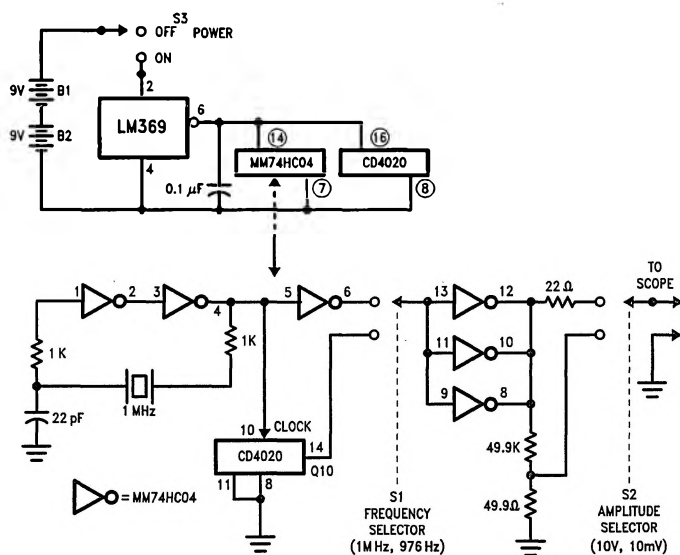 S3
OFF POWER
ON
9V B1
9V B2
2
LM369
6
4
0.1 µF
14
MM74HC04
7
16
CD4020
8
1 2 3 4 5 6
1K
1K
22pF
1 MHz
10 CLOCK
CD4020
14
Q10
11 8
= MM74HC04
13 12
11 10
9 8
22 Ω
49.9K
49.9Ω
TO
SCOPE
S1
FREQUENCY
SELECTOR
(1MHz, 976Hz)
S2
AMPLITUDE
SELECTOR
(10V, 10mV)